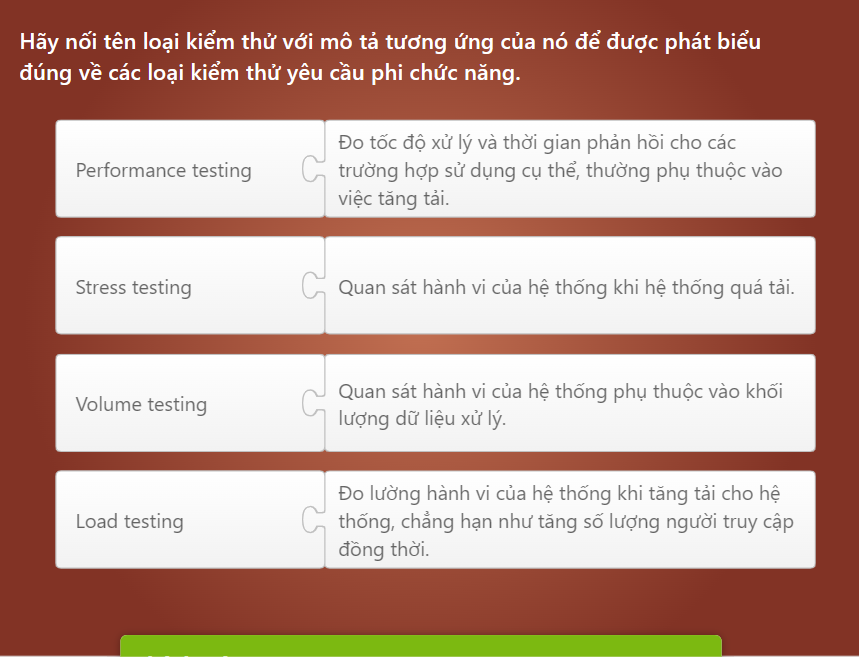 Hãy nối tên loại kiểm thử với mô tả tương ứng của nó để được phát biểu
đúng về các loại kiểm thử yêu cầu phi chức năng.
Performance testing
Đo tốc độ xử lý và thời gian phản hồi cho các
trường hợp sử dụng cụ thể, thường phụ thuộc vào
việc tăng tải.
Stress testing
Quan sát hành vi của hệ thống khi hệ thống quá tải.
Volume testing
Quan sát hành vi của hệ thống phụ thuộc vào khối
lượng dữ liệu xử lý.
Load testing
Đo lường hành vi của hệ thống khi tăng tải cho hệ
thống, chẳng hạn như tăng số lượng người truy cập
đồng thời.